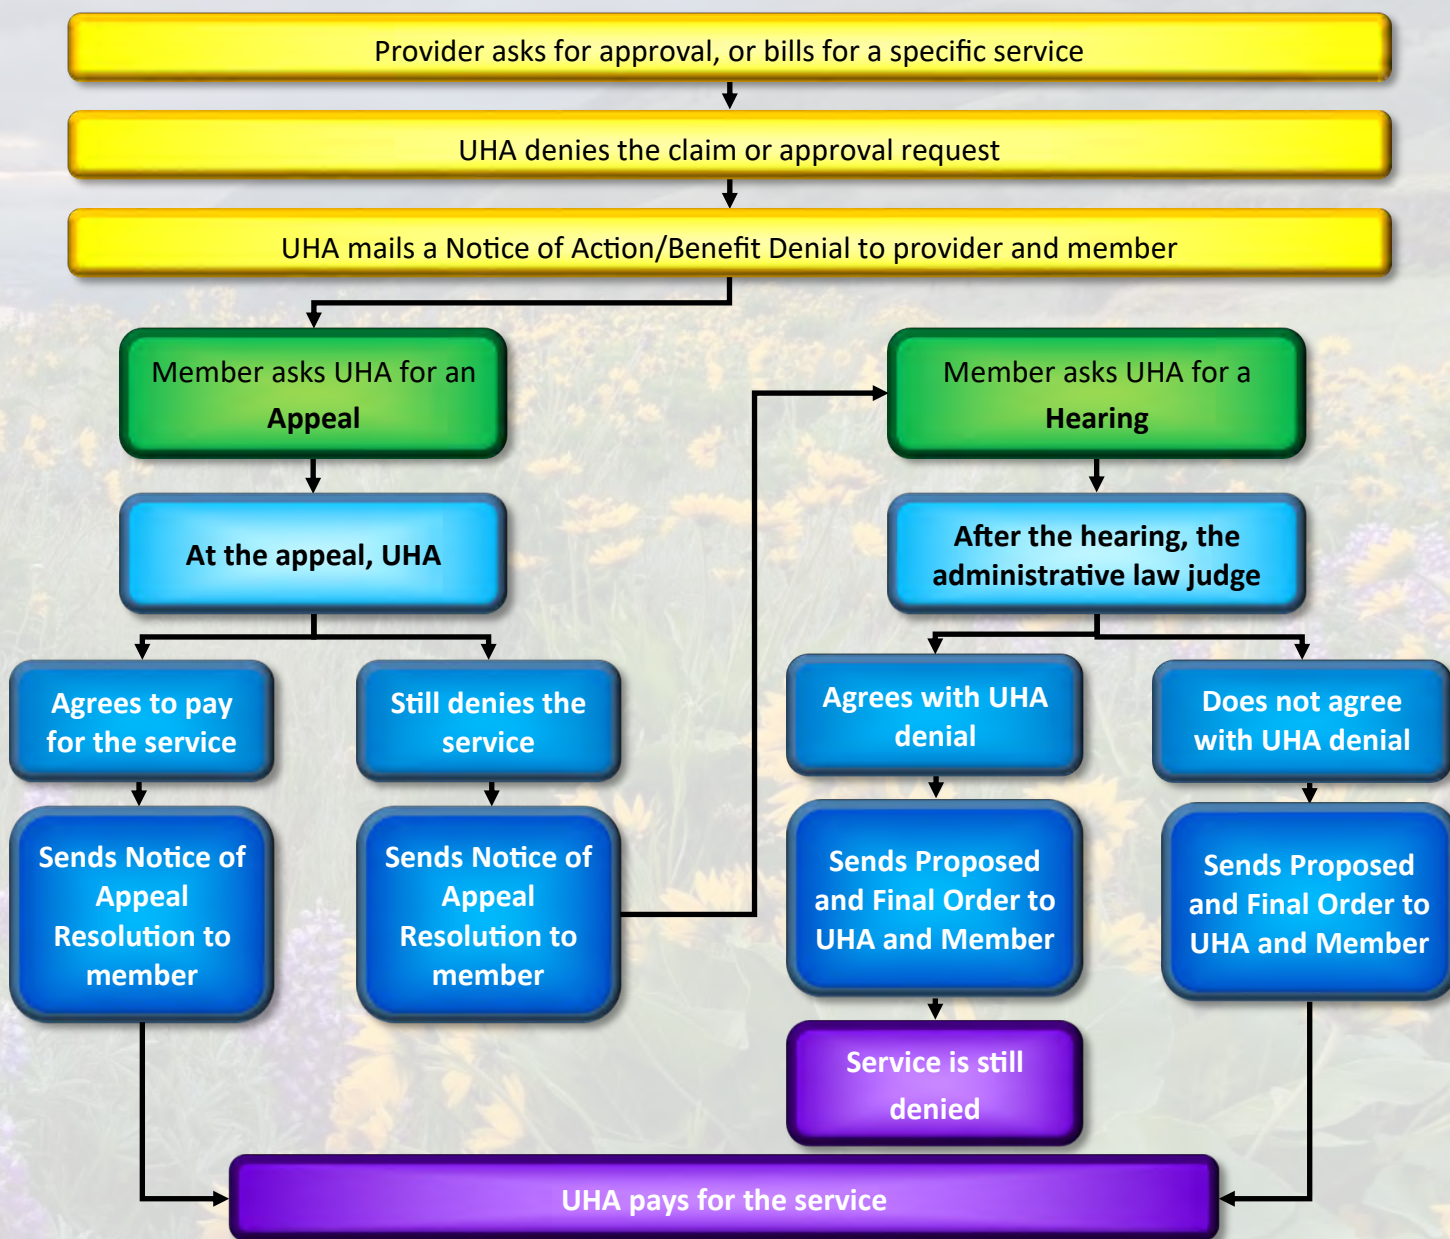 Provider asks for approval, or bills for a specific service
UHA denies the claim or approval request
UHA mails a Notice of Action/Benefit Denial to provider and member
Member asks UHA for an
Appeal
At the appeal, UHA
Agrees to pay
for the service
Sends Notice of
Appeal
Resolution to
member
Still denies the
service
Sends Notice of
Appeal
Resolution to
member
Member asks UHA for a
Hearing
After the hearing, the
administrative law judge
Agrees with UHA
denial
Sends Proposed
and Final Order to
UHA and Member
Service is still
denied
Does not agree
with UHA denial
Sends Proposed
and Final Order to
UHA and Member
UHA pays for the service